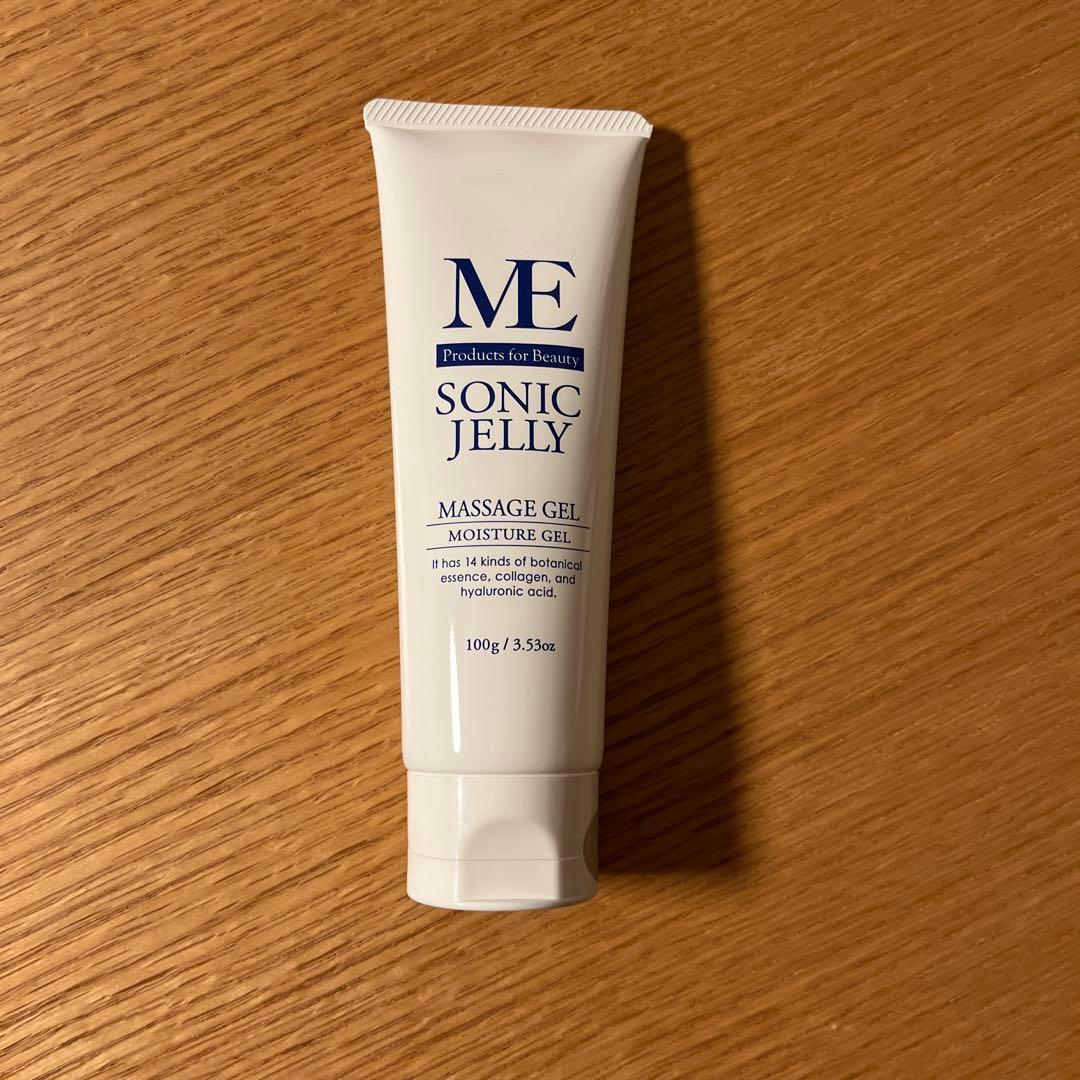 ME
Products for Beauty
SONIC
JELLY
MASSAGE GEL
MOISTURE GEL
It has 14 kinds of botanical
essence, collagen, and
hyaluronic acid.
100g / 3.53oz